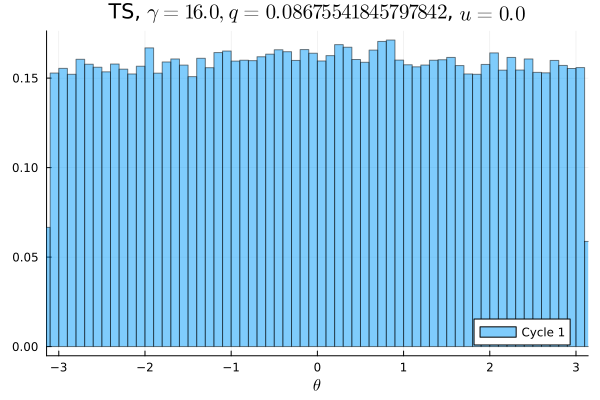 TS, γ = 16.0, q = 0.08675541845797842, u = 0.0
0.15
0.10
0.05
0.00
Cycle 1
−3 −2 −1 0 1 2 3
θ